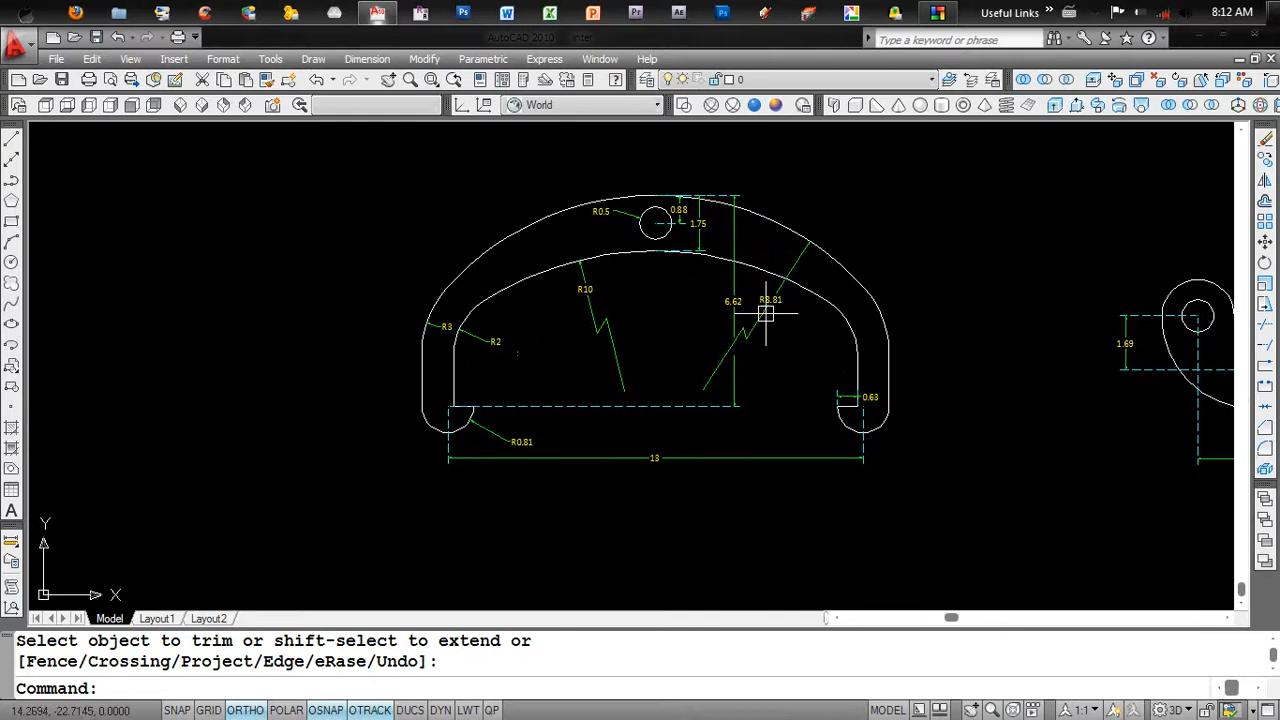 Useful Links »
8:12 AM
AutoCAD 2010
Type a keyword or phrase
File Edit View Insert Format Tools Draw Dimension Modify Parametric Express Window Help
0
World
R0.5
0.88
1.75
R10
6.62
R8.81
R3
R2
1.69
0.63
R0.81
13
Y
X
Model Layout1 Layout2
Select object to trim or shift-select to extend or
[Fence/Crossing/Project/Edge/eRase/Undo]:
Command:
14.2694, -22.7145, 0.0000 SNAP GRID ORTHO POLAR OSNAP OTRACK DUCS DYN LWT QP MODEL 1:1 3D